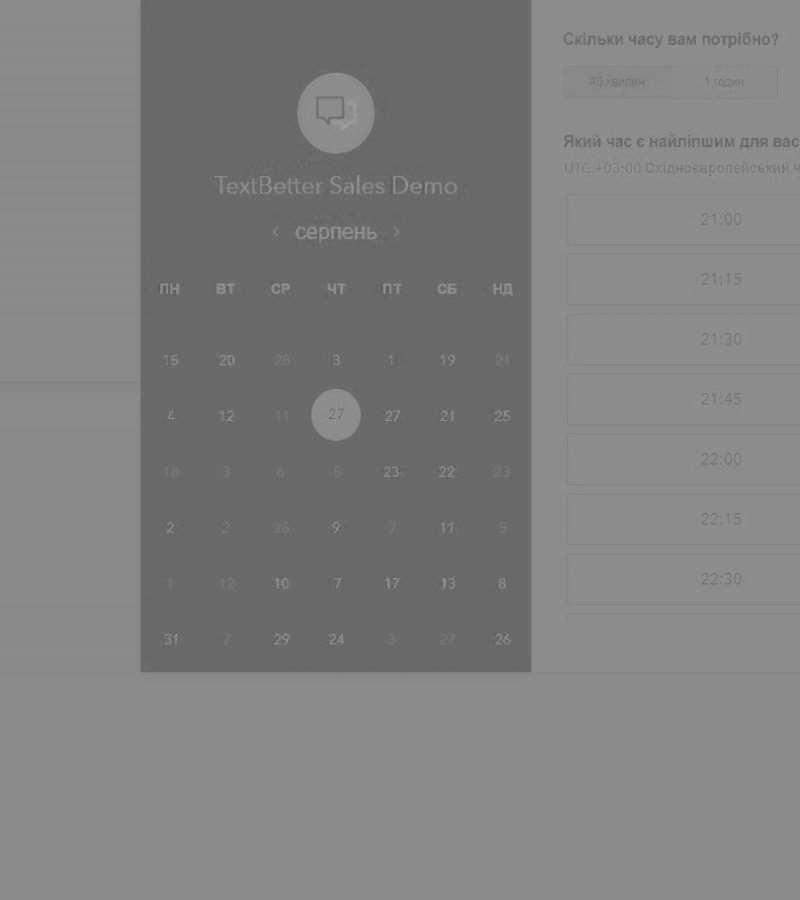 TextBetter Sales Demo
‹ серпень ›
ПН ВТ СР ЧТ ПТ СБ НД
15 20 28 3 1 19 21
4 12 11 27 27 21 25
18 3 6 5 23 22 23
2 2 26 9 7 11 5
1 12 10 7 17 13 8
31 7 29 24 3 27 26
Скільки часу вам потрібно?
40 хвилин 1 годин
Який час є найліпшим для вас
UTC +03:00 Східноєвропейський ч
21:00
21:15
21:30
21:45
22:00
22:15
22:30